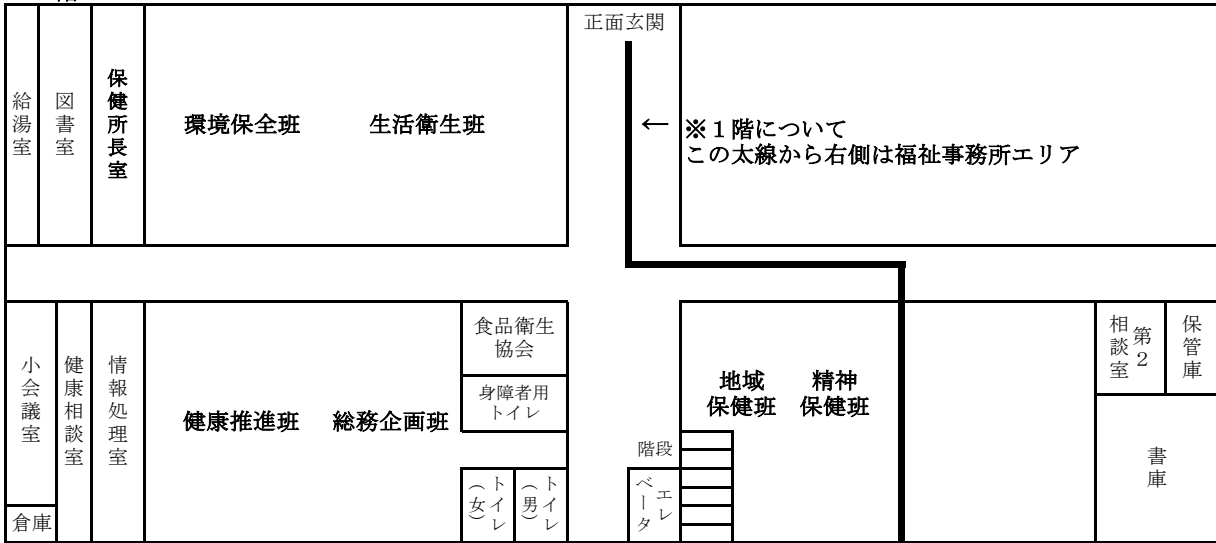 正面玄関
給湯室
図書室
保健所長室
環境保全班
生活衛生班
←
※1階について
この太線から右側は福祉事務所エリア
小会議室
倉庫
健康相談室
情報処理室
健康推進班
総務企画班
食品衛生
協会
身障者用
トイレ
トイレ
(女)
トイレ
(男)
階段
エレ
ベータ
地域
保健班
精神
保健班
第2
相談室
保管庫
書庫